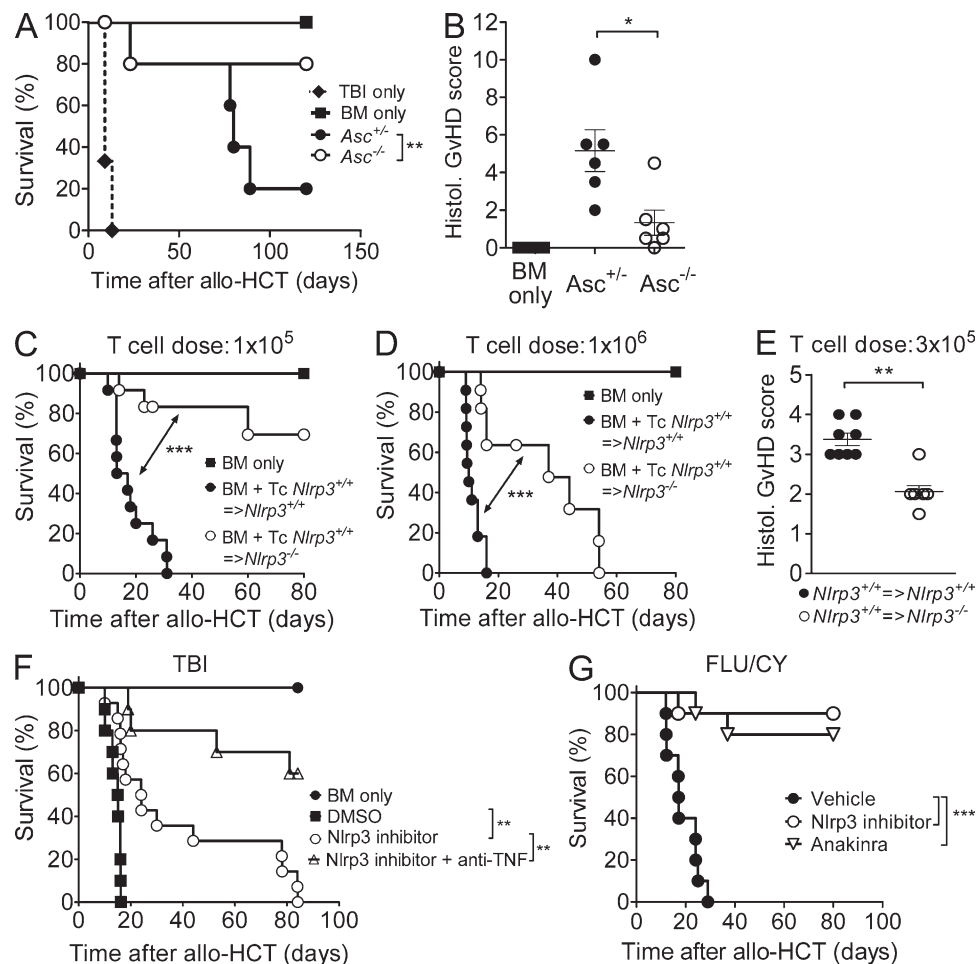 A
Survival (%)
100
80
60
40
20
0
0 50 100 150
Time after allo-HCT (days)
TBI only
BM only
Asc+/-
Asc-/-
**
B
Histol. GvHD score
12
10
8
6
4
2
0
*
BM only
Asc+/-
Asc-/-
C
T cell dose:1x10^5
Survival (%)
100
80
60
40
20
0
0 20 40 60 80
Time after allo-HCT (days)
***
BM only
BM + Tc Nlrp3+/+
=>Nlrp3+/+
BM + Tc Nlrp3+/+
=>Nlrp3-/-
D
T cell dose:1x10^6
Survival (%)
100
80
60
40
20
0
0 20 40 60 80
Time after allo-HCT (days)
***
BM only
BM + Tc Nlrp3+/+
=>Nlrp3+/+
BM + Tc Nlrp3+/+
=>Nlrp3-/-
E
T cell dose:3x10^5
Histol. GvHD score
5
4
3
2
1
0
**
Nlrp3+/+=>Nlrp3+/+
Nlrp3+/+=>Nlrp3-/-
F
TBI
Survival (%)
100
80
60
40
20
0
0 20 40 60 80 100
Time after allo-HCT (days)
BM only
DMSO
Nlrp3 inhibitor
Nlrp3 inhibitor + anti-TNF
**
**
G
FLU/CY
Survival (%)
100
80
60
40
20
0
0 20 40 60 80 100
Time after allo-HCT (days)
Vehicle
Nlrp3 inhibitor
Anakinra
***